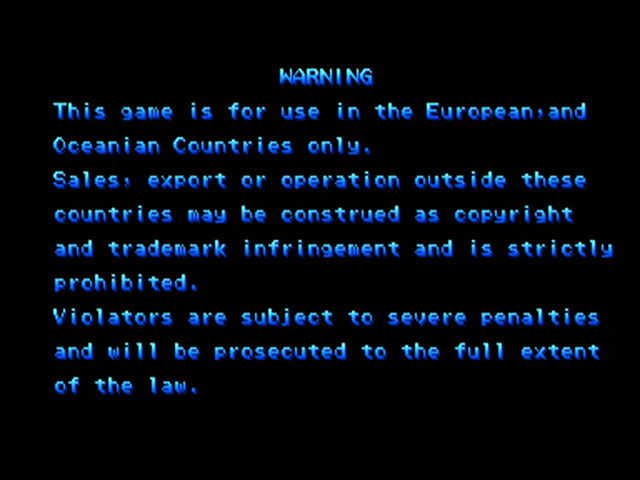 WARNING
This game is for use in the European,and
Oceanian Countries only.
Sales, export or operation outside these
countries may be construed as copyright
and trademark infringement and is strictly
prohibited.
Violators are subject to severe penalties
and will be prosecuted to the full extent
of the law.